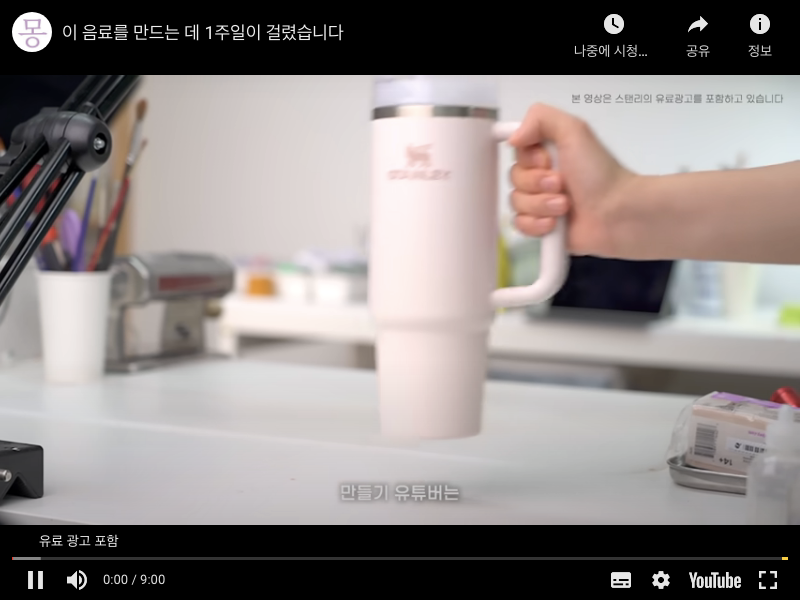 몽
이 음료를 만드는 데 1주일이 걸렸습니다
나중에 시청...
공유
정보
본 영상은 스탠리의 유료광고를 포함하고 있습니다
STANLEY
만들기 유튜버는
유료 광고 포함
0:00 / 9:00
YouTube